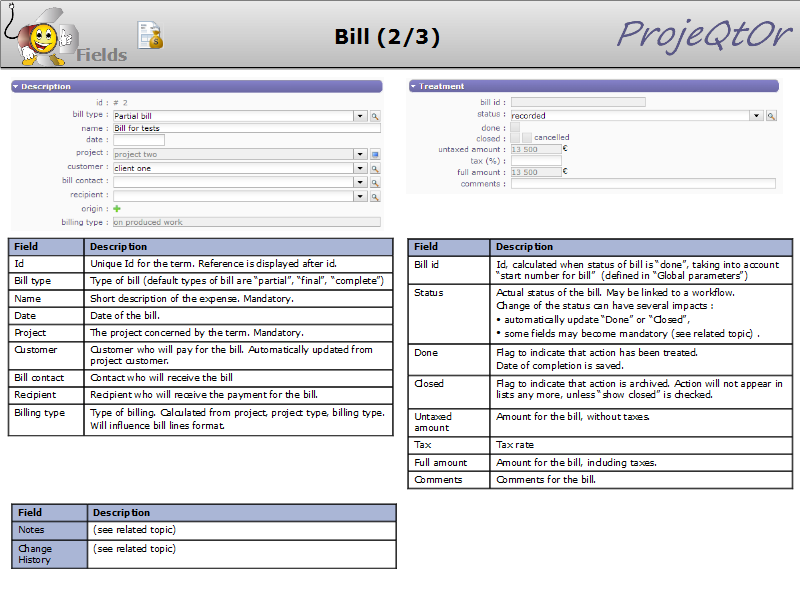 Fields
Bill (2/3)
ProjeQtOr
Description
id : # 2
bill type : Partial bill
name : Bill for tests
date :
project : project two
customer : client one
bill contact :
recipient :
origin :
billing type : on produced work
Treatment
bill id :
status : recorded
done :
closed : cancelled
untaxed amount : 13 500 €
tax (%) :
full amount : 13 500 €
comments :
Field Description
Id Unique Id for the term. Reference is displayed after id.
Bill type Type of bill (default types of bill are “partial”, “final”, “complete”)
Name Short description of the expense. Mandatory.
Date Date of the bill.
Project The project concerned by the term. Mandatory.
Customer Customer who will pay for the bill. Automatically updated from
project customer.
Bill contact Contact who will receive the bill
Recipient Recipient who will receive the payment for the bill.
Billing type Type of billing. Calculated from project, project type, billing type.
Will influence bill lines format.
Field Description
Bill id Id, calculated when status of bill is “done”, taking into account
“start number for bill” (defined in “Global parameters”)
Status Actual status of the bill. May be linked to a workflow.
Change of the status can have several impacts :
• automatically update “Done” or “Closed”,
• some fields may become mandatory (see related topic) .
Done Flag to indicate that action has been treated.
Date of completion is saved.
Closed Flag to indicate that action is archived. Action will not appear in
lists any more, unless “show closed” is checked.
Untaxed
amount Amount for the bill, without taxes.
Tax Tax rate
Full amount Amount for the bill, including taxes.
Comments Comments for the bill.
Field Description
Notes (see related topic)
Change
History (see related topic)